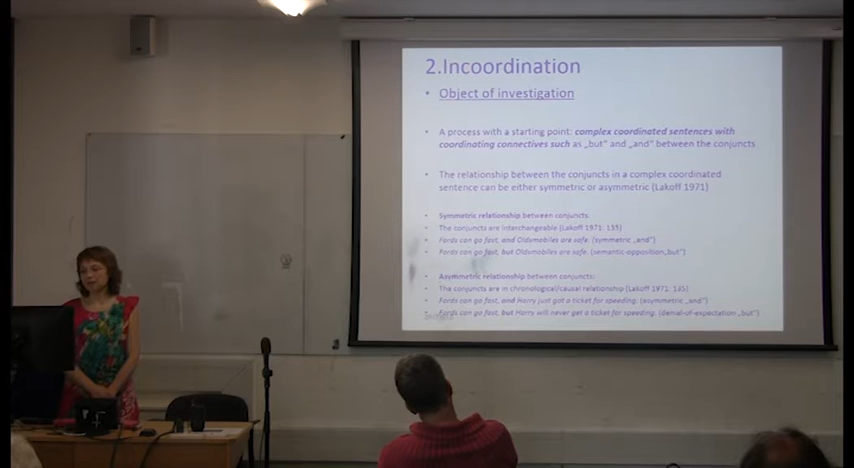 2.Incoordination
• Object of investigation
• A process with a starting point: complex coordinated sentences with
coordinating connectives such as „but" and „and" between the conjuncts
• The relationship between the conjuncts in a complex coordinated
sentence can be either symmetric or asymmetric (Lakoff 1971)
• Symmetric relationship between conjuncts:
• The conjuncts are interchangeable (Lakoff 1971: 135)
• Fords can go fast, and Oldsmobiles are safe. (symmetric „and")
• Fords can go fast, but Oldsmobiles are safe. (semantic-opposition„but")
• Asymmetric relationship between conjuncts:
• The conjuncts are in chronological/causal relationship (Lakoff 1971: 135)
• Fords can go fast, and Harry just got a ticket for speeding. (asymmetric „and")
• Fords can go fast, but Harry will never get a ticket for speeding. (denial-of-expectation „but")